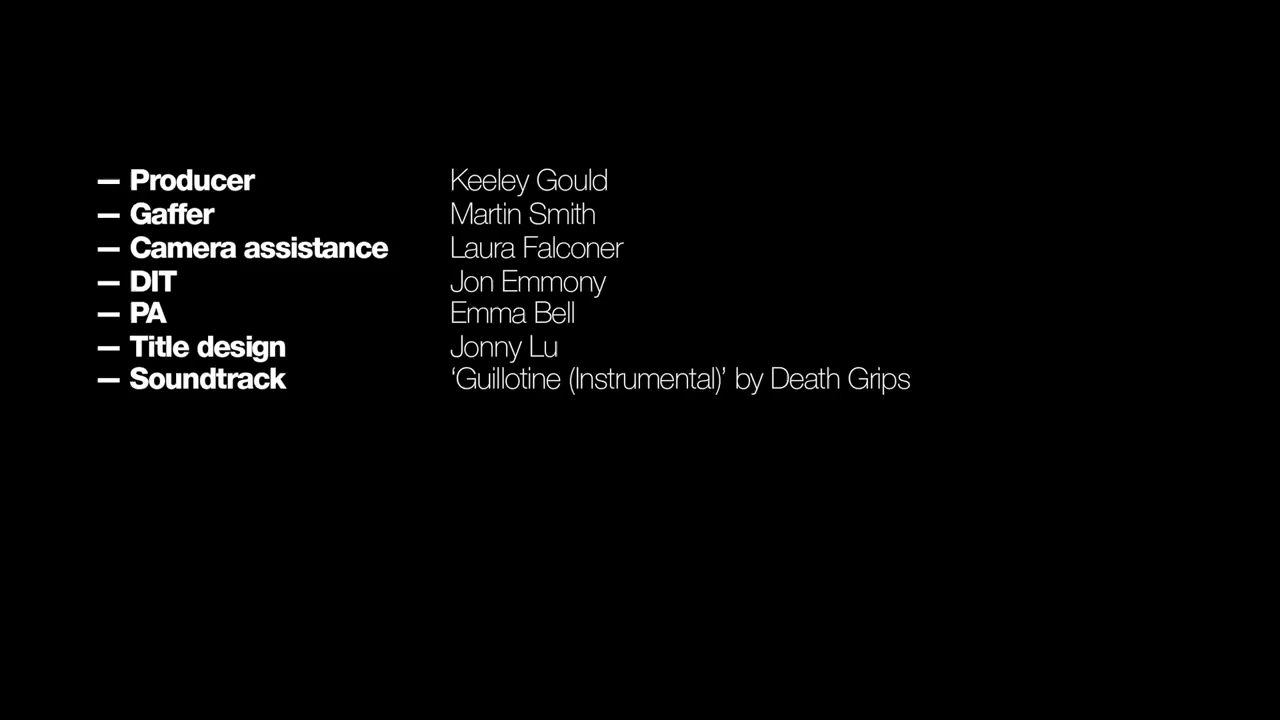 — Producer Keeley Gould
— Gaffer Martin Smith
— Camera assistance Laura Falconer
— DIT Jon Emmony
— PA Emma Bell
— Title design Jonny Lu
— Soundtrack ‘Guillotine (Instrumental)’ by Death Grips